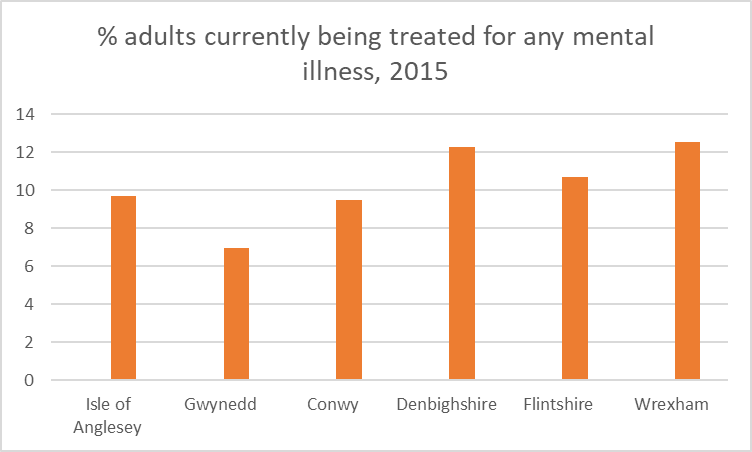 % adults currently being treated for any mental
illness, 2015
14
12
10
8
6
4
2
0
Isle of
Anglesey
Gwynedd
Conwy
Denbighshire
Flintshire
Wrexham